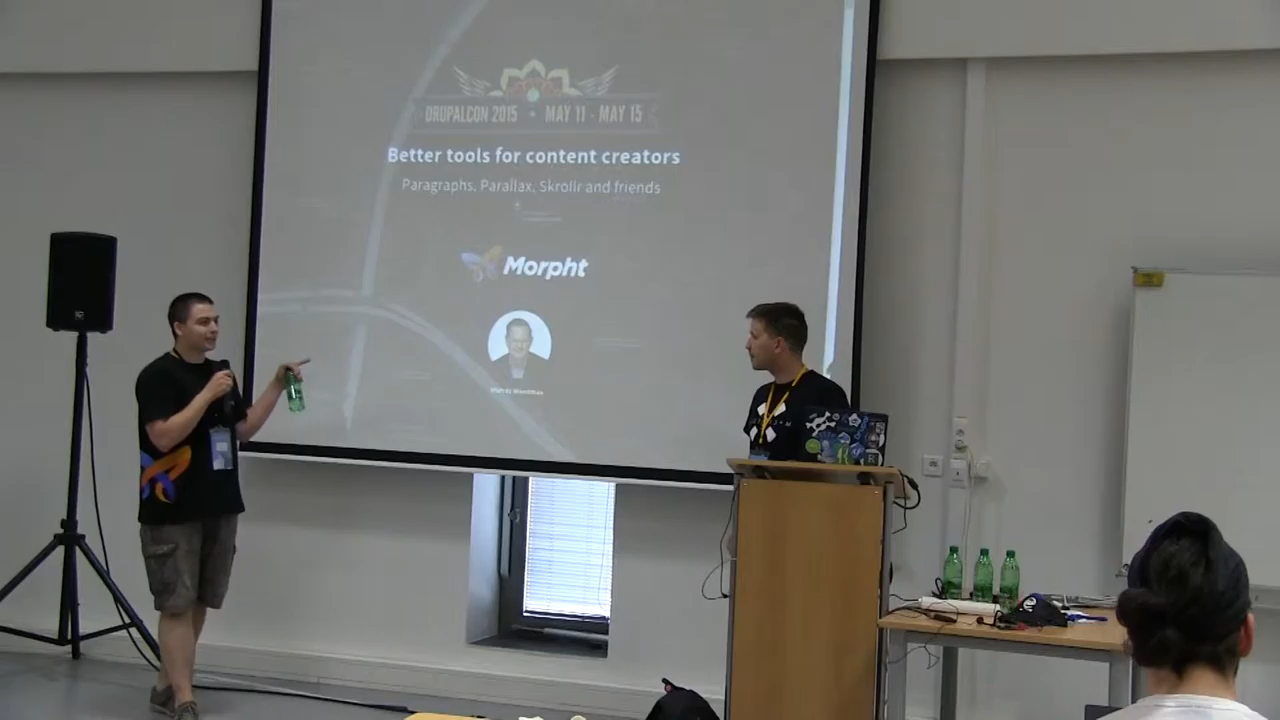 DRUPALCON 2015 • MAY 11 - MAY 15
Better tools for content creators
Paragraphs, Parallax, Skrollr and friends
Morpht